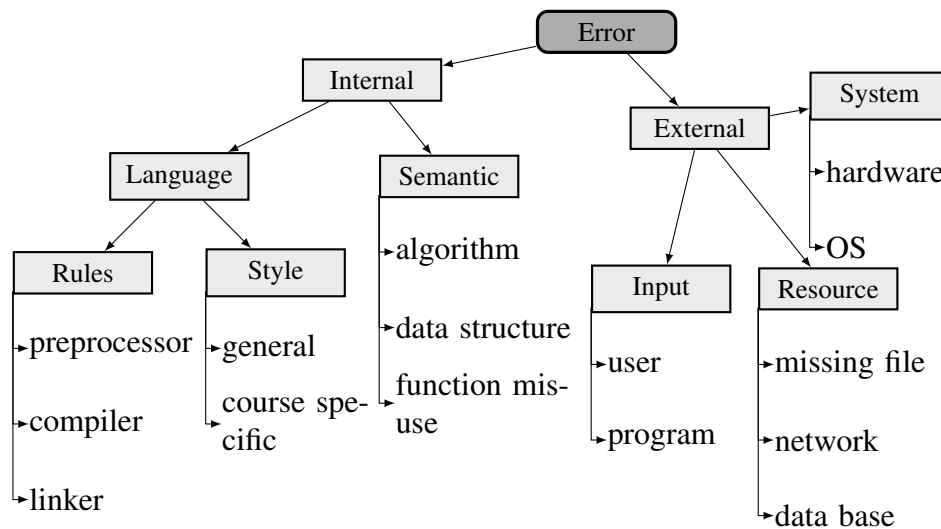 Error
Internal
System
External
Language
Semantic
hardware
algorithm
OS
Rules
Style
Input
Resource
preprocessor
general
data structure
user
missing file
function mis-
use
compiler
course spe-
cific
program
network
linker
data base